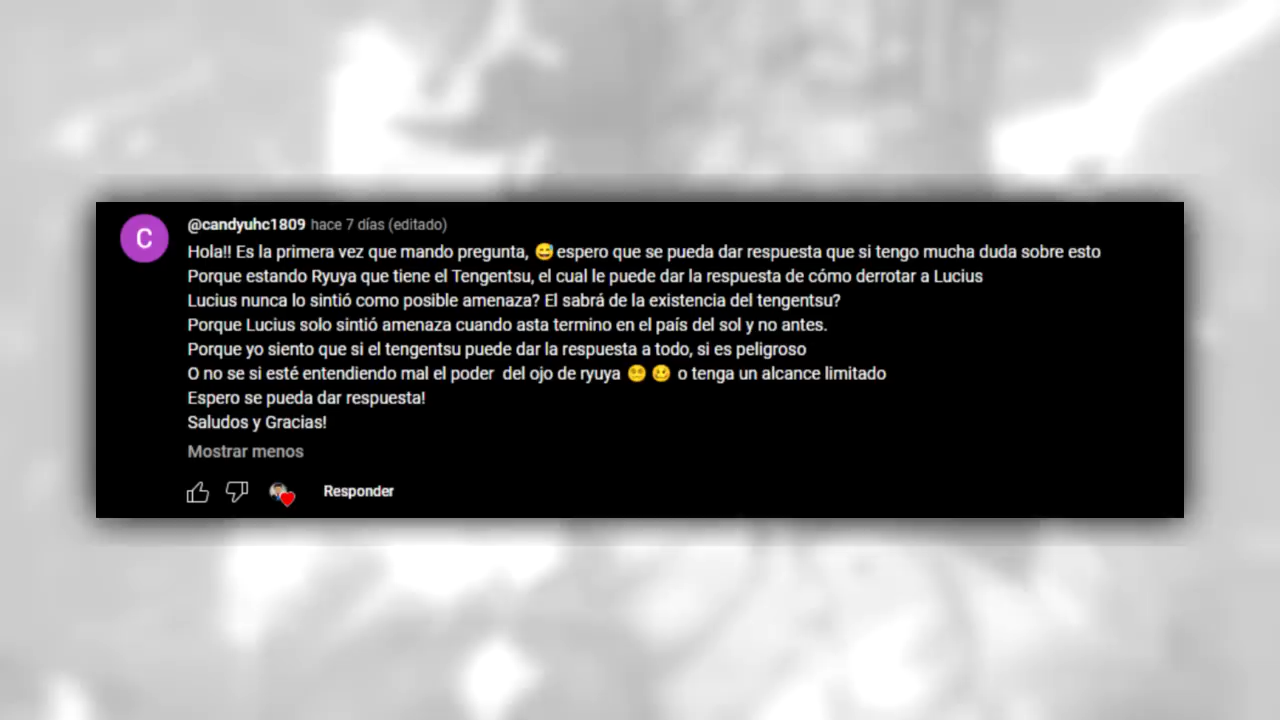 C
@candyuhc1809 hace 7 días (editado)
Hola!! Es la primera vez que mando pregunta, 😅 espero que se pueda dar respuesta que si tengo mucha duda sobre esto
Porque estando Ryuya que tiene el Tengentsu, el cual le puede dar la respuesta de cómo derrotar a Lucius
Lucius nunca lo sintió como posible amenaza? El sabrá de la existencia del tengentsu?
Porque Lucius solo sintió amenaza cuando asta termino en el país del sol y no antes.
Porque yo siento que si el tengentsu puede dar la respuesta a todo, si es peligroso
O no se si esté entendiendo mal el poder  del ojo de ryuya 😵‍💫 🥴 o tenga un alcance limitado
Espero se pueda dar respuesta!
Saludos y Gracias!
Mostrar menos
Responder